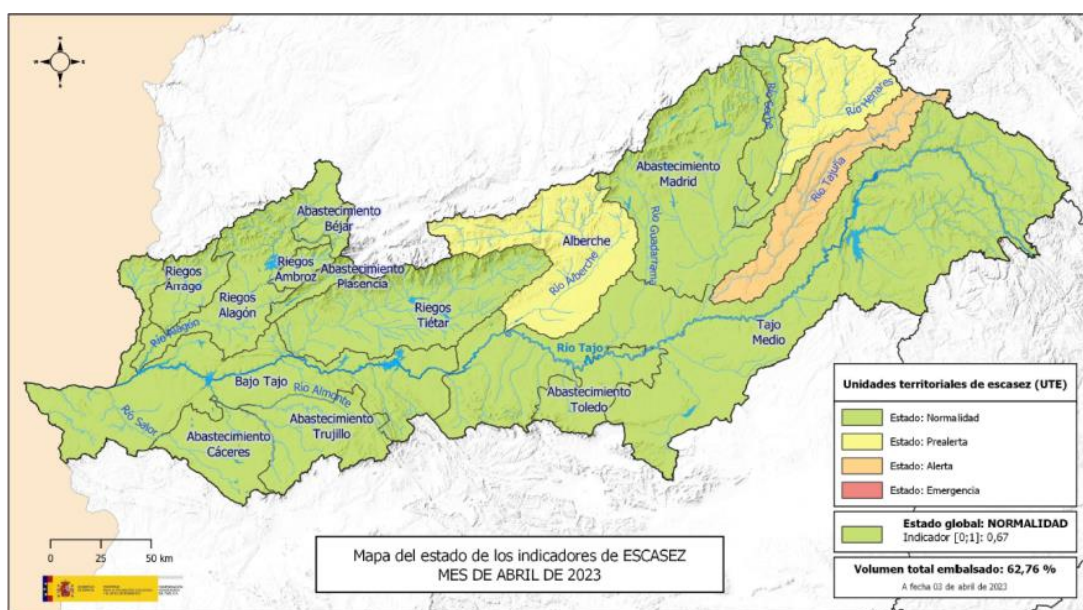 N
Río Sorbe
Río Henares
Río Tajuña
Abastecimiento
Madrid
Río Guadarrama
Abastecimiento
Béjar
Alberche
Río Alberche
Riegos
Ambroz
Abastecimiento
Plasencia
Riegos
Árrago
Riegos
Alagón
Río Alagón
Riegos
Tiétar
Tajo
Medio
Río Tajo
Bajo Tajo
Río Almonte
Abastecimiento
Toledo
Río Salor
Abastecimiento
Trujillo
Abastecimiento
Cáceres
Unidades territoriales de escasez (UTE)
Estado: Normalidad
Estado: Prealerta
Estado: Alerta
Estado: Emergencia
Estado global: NORMALIDAD
Indicador [0;1]: 0,67
Volumen total embalsado: 62,76 %
A fecha 03 de abril de 2023
0 25 50 km
Mapa del estado de los indicadores de ESCASEZ
MES DE ABRIL DE 2023